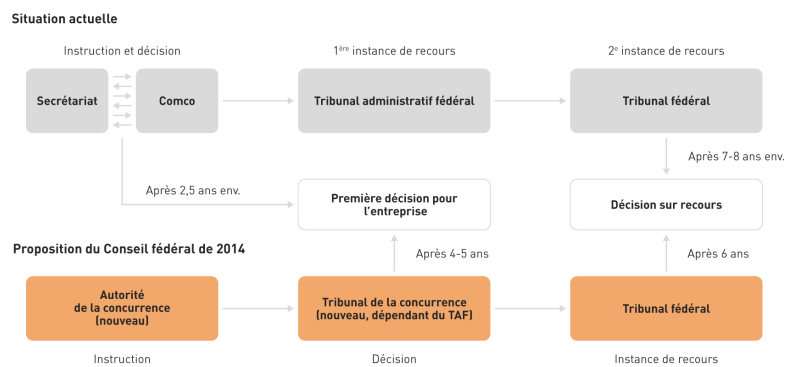 Situation actuelle
Instruction et décision
1ère instance de recours
2e instance de recours
Secrétariat
Comco
Tribunal administratif fédéral
Tribunal fédéral
Après 7-8 ans env.
Après 2,5 ans env.
Première décision pour
l'entreprise
Décision sur recours
Proposition du Conseil fédéral de 2014
Après 4-5 ans
Après 6 ans
Autorité
de la concurrence
(nouveau)
Tribunal de la concurrence
(nouveau, dépendant du TAF)
Tribunal fédéral
Instruction
Décision
Instance de recours